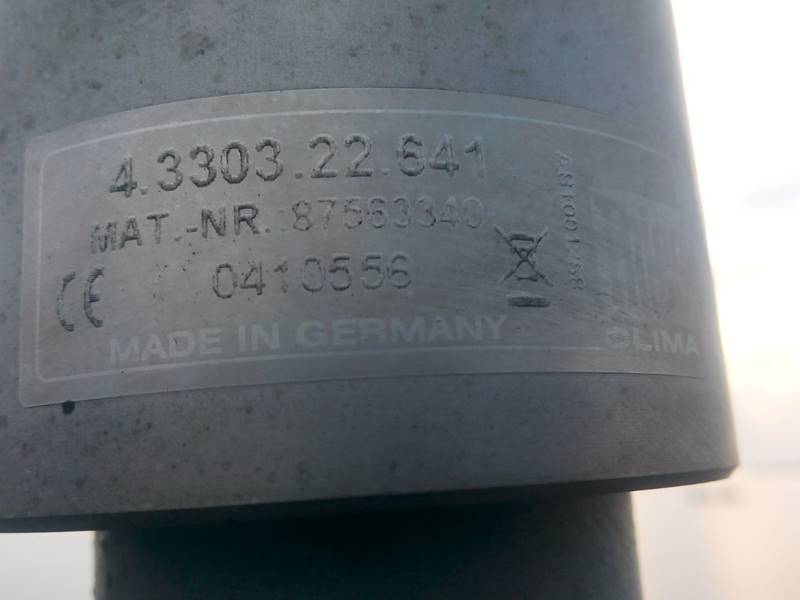 4.3303.22.641
MAT.-NR.:87563340
0410556
CE
MADE IN GERMANY
CLIMA